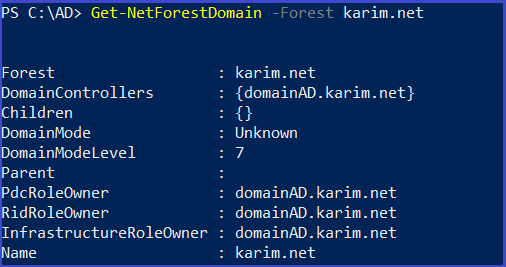 PS C:\AD> Get-NetForestDomain -Forest karim.net
Forest : karim.net
DomainControllers : {domainAD.karim.net}
Children : {}
DomainMode : Unknown
DomainModeLevel : 7
Parent :
PdcRoleOwner : domainAD.karim.net
RidRoleOwner : domainAD.karim.net
InfrastructureRoleOwner : domainAD.karim.net
Name : karim.net